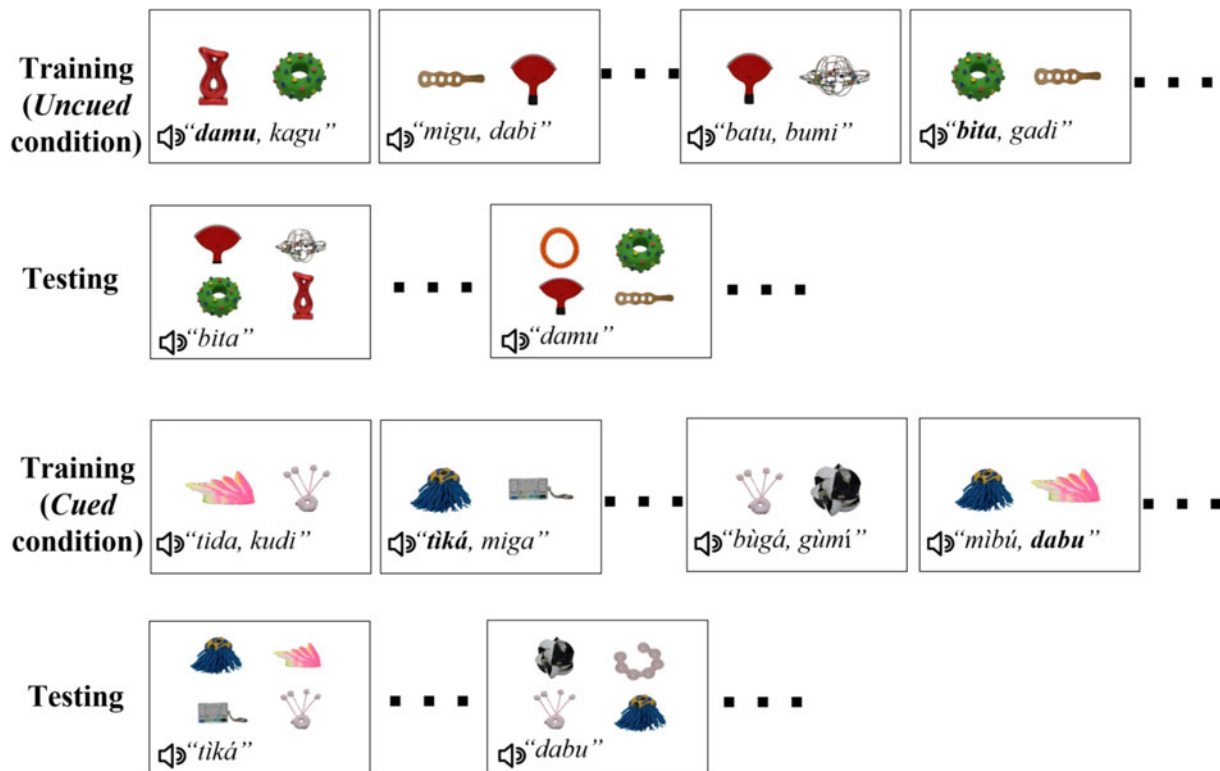 Training
(Uncued
condition)
“damu, kagu”
“migu, dabi”
“batu, bumi”
“bita, gadi”
Testing
“bita”
“damu”
Training
(Cued
condition)
“tida, kudi”
“tìká, miga”
“bùgá, gùmí”
“mìbú, dabu”
Testing
“tìká”
“dabu”